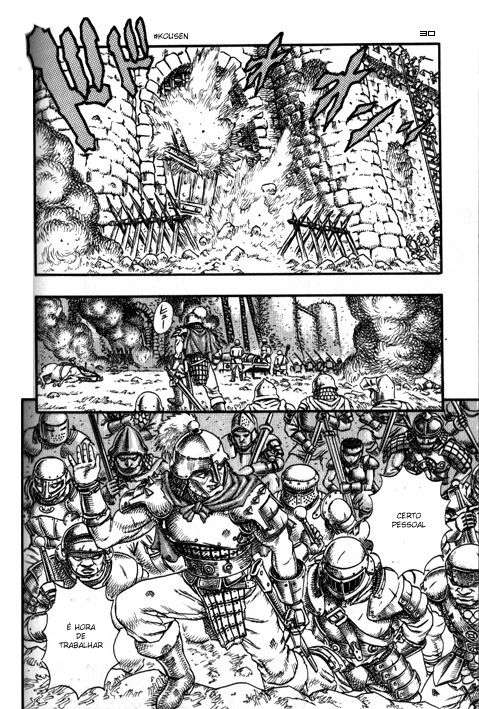 #KOUSEN
30
CERTO
PESSOAL
É HORA
DE
TRABALHAR